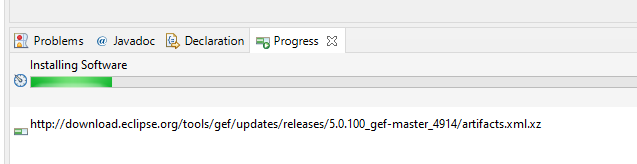 Problems @ Javadoc Declaration Progress
Installing Software
http://download.eclipse.org/tools/gef/updates/releases/5.0.100_gef-master_4914/artifacts.xml.xz